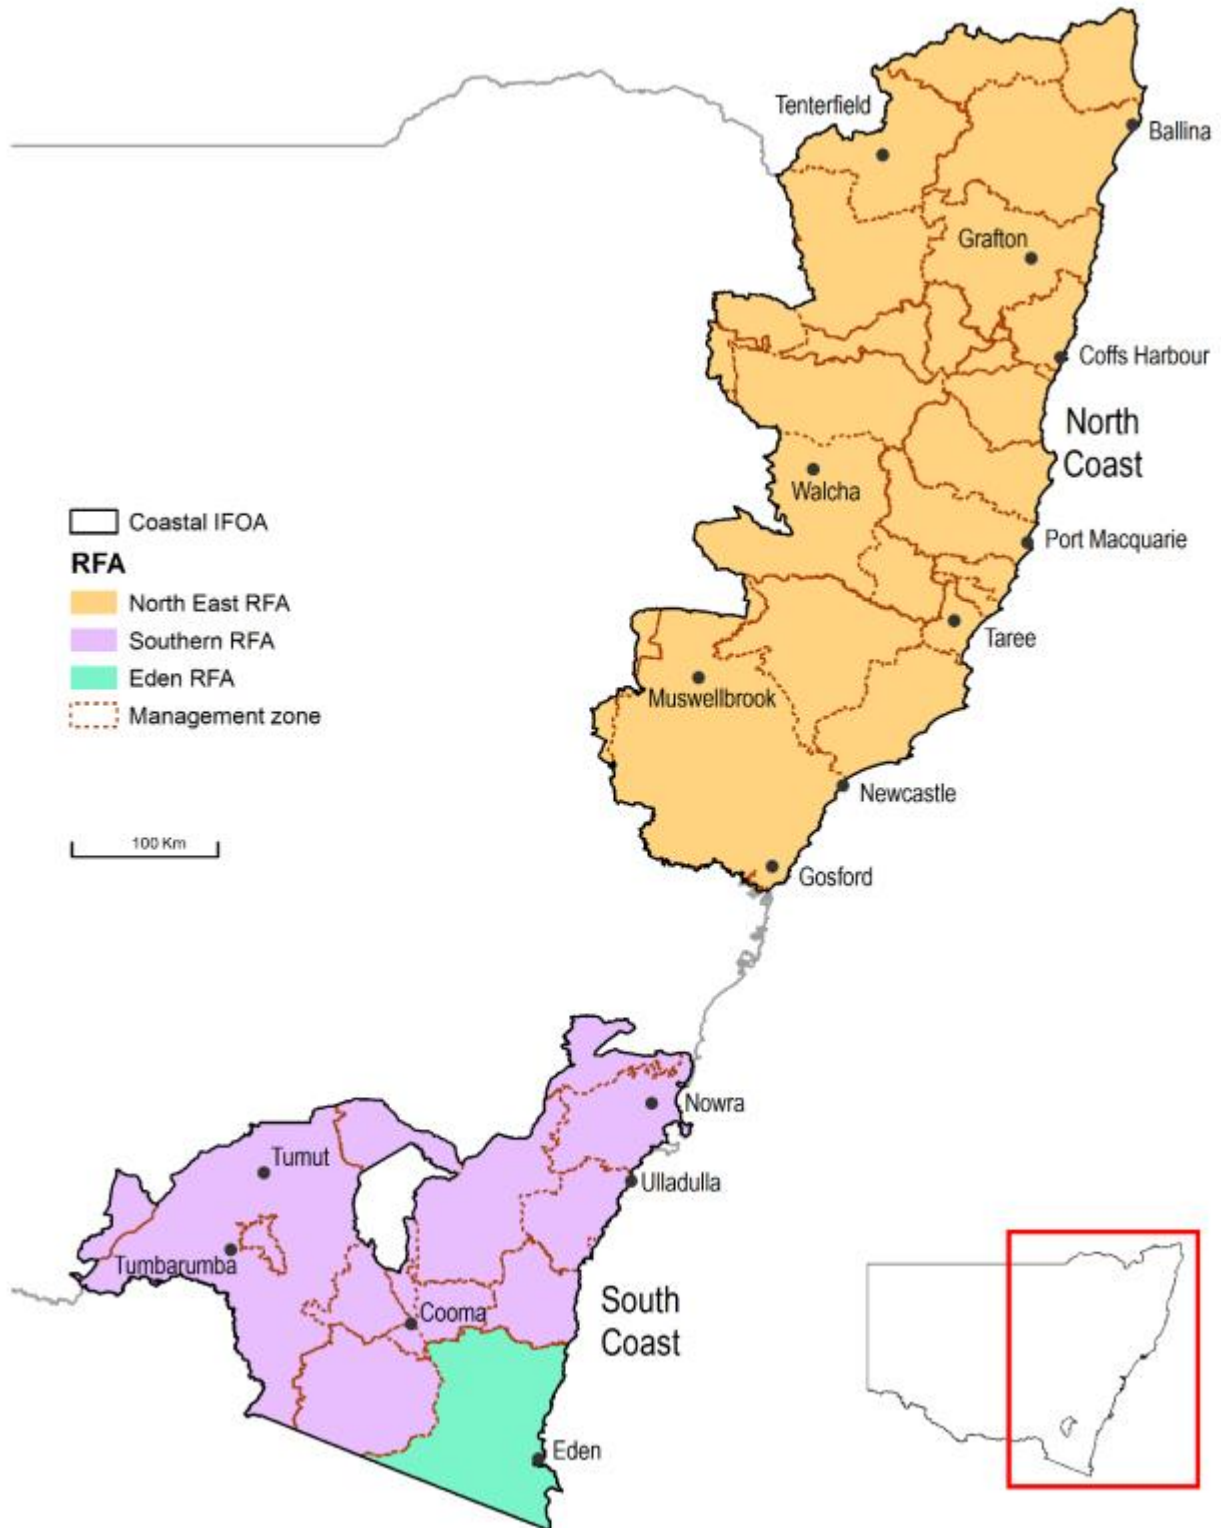 Tenterfield
Ballina
Grafton
Coffs Harbour
North
Coast
Walcha
Port Macquarie
Taree
Muswellbrook
Newcastle
Gosford
Coastal IFOA
RFA
North East RFA
Southern RFA
Eden RFA
Management zone
100 Km
Nowra
Tumut
Ulladulla
Tumbarumba
Cooma
South
Coast
Eden